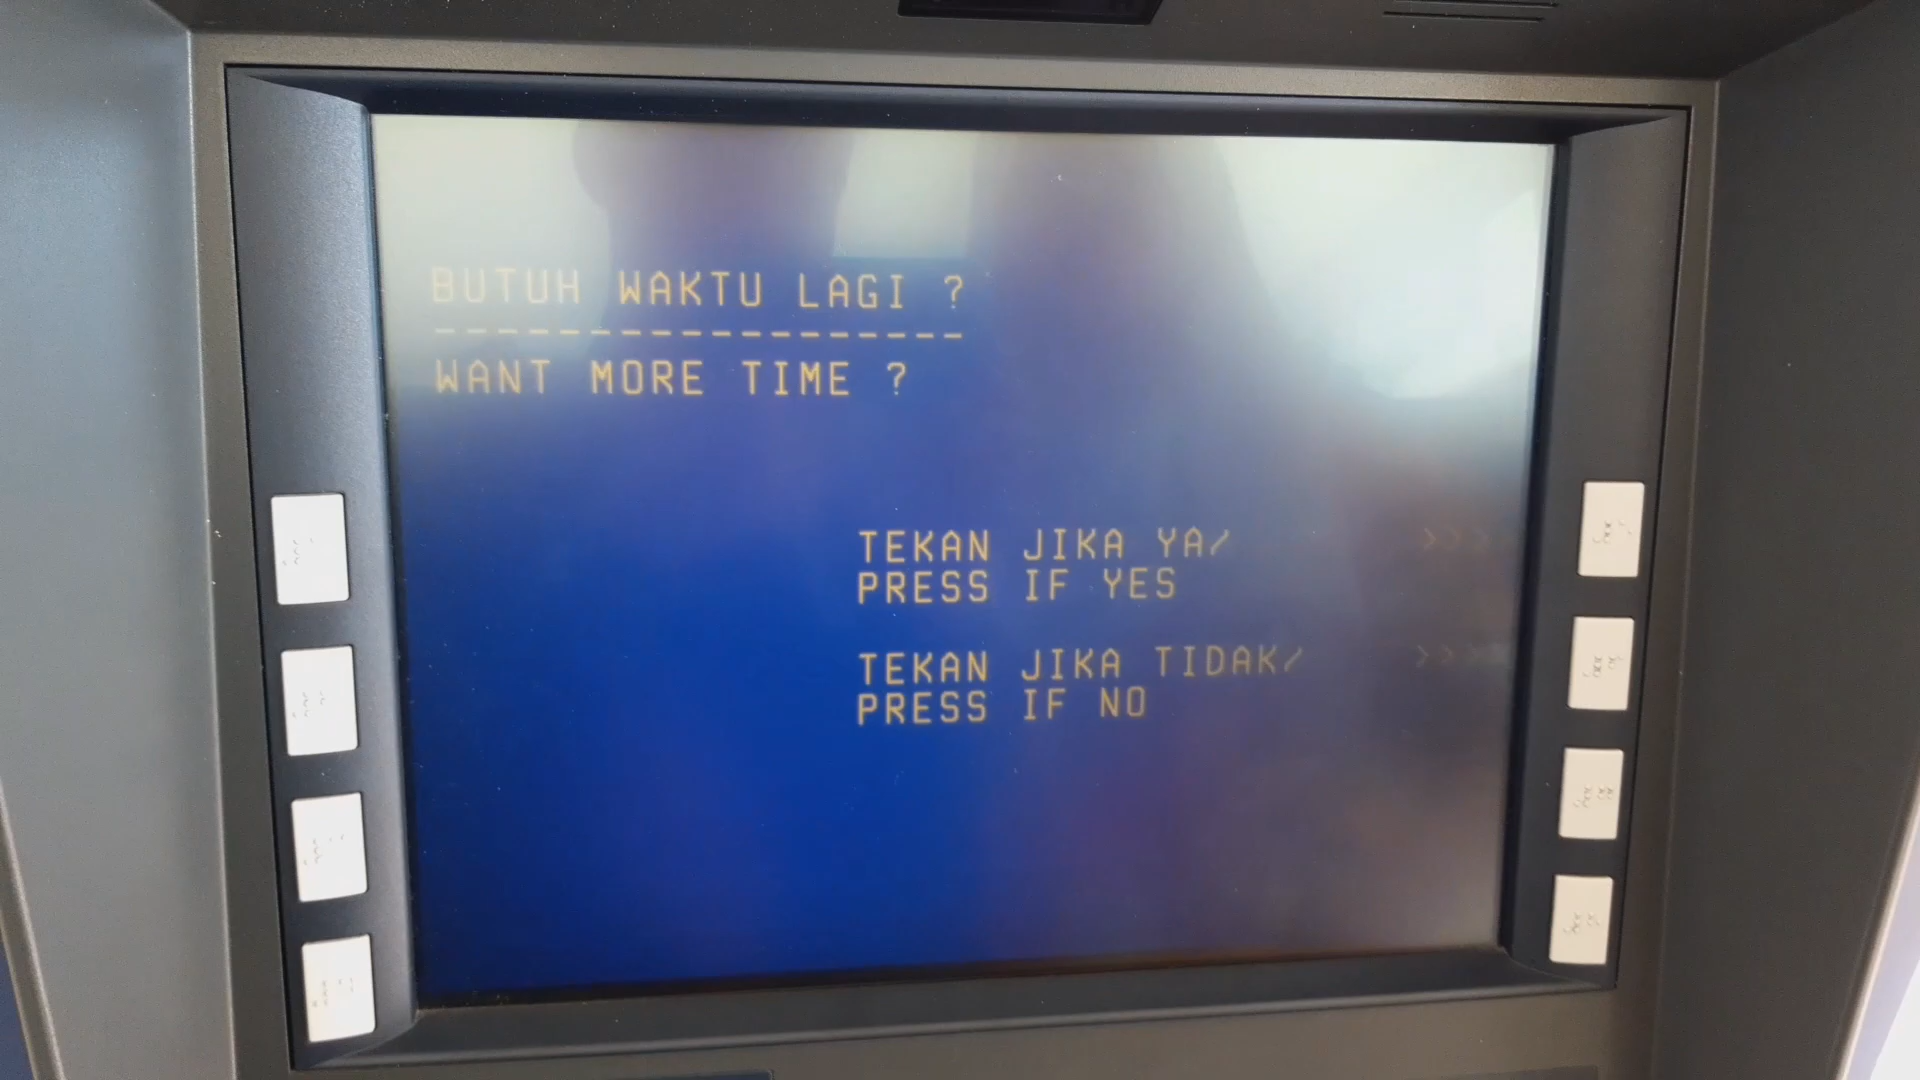 BUTUH WAKTU LAGI ?
------------------
WANT MORE TIME ?
TEKAN JIKA YA/ >>>>
PRESS IF YES
TEKAN JIKA TIDAK/ >>>>
PRESS IF NO